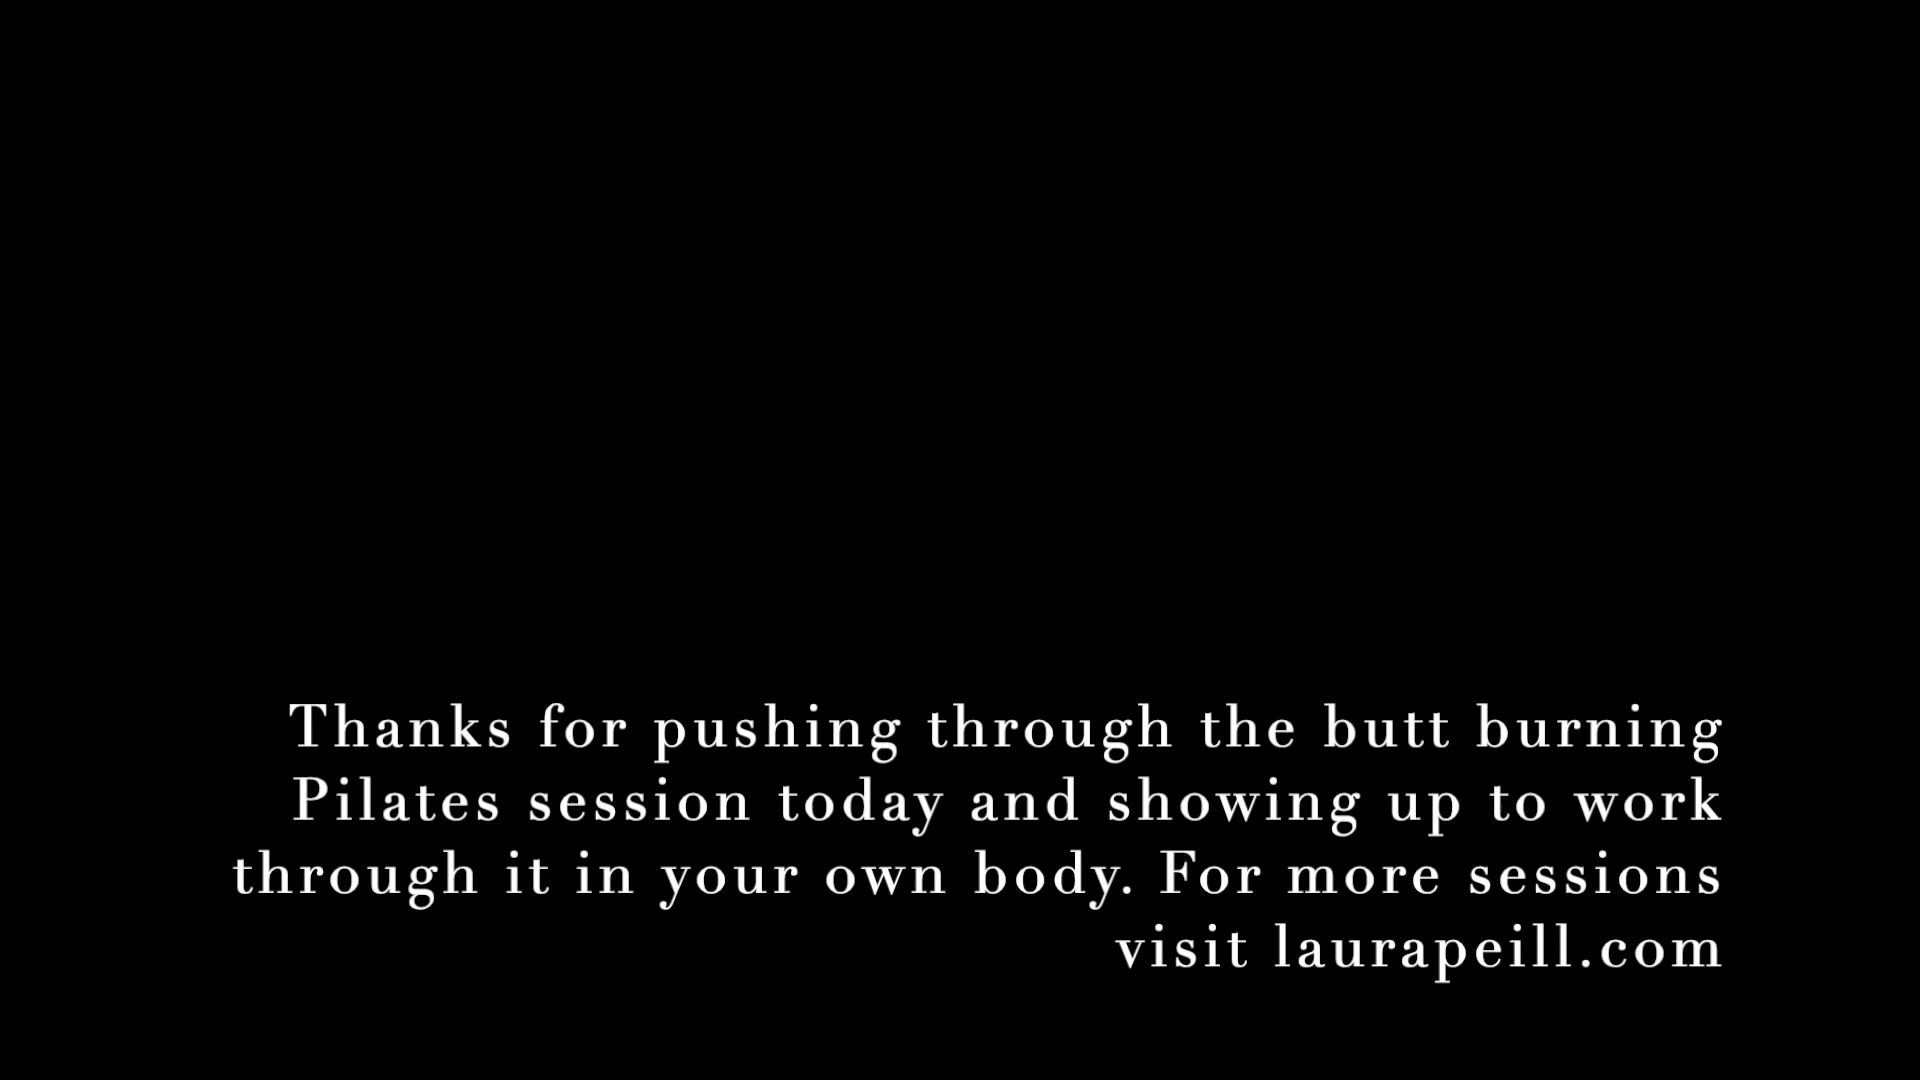 Thanks for pushing through the butt burning
Pilates session today and showing up to work
through it in your own body. For more sessions
visit laurapeill.com